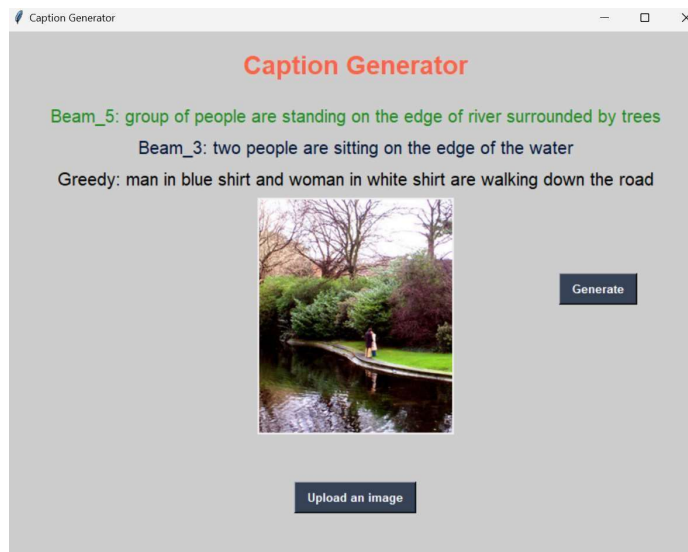 Caption Generator
Caption Generator
Beam_5: group of people are standing on the edge of river surrounded by trees
Beam_3: two people are sitting on the edge of the water
Greedy: man in blue shirt and woman in white shirt are walking down the road
Generate
Upload an image